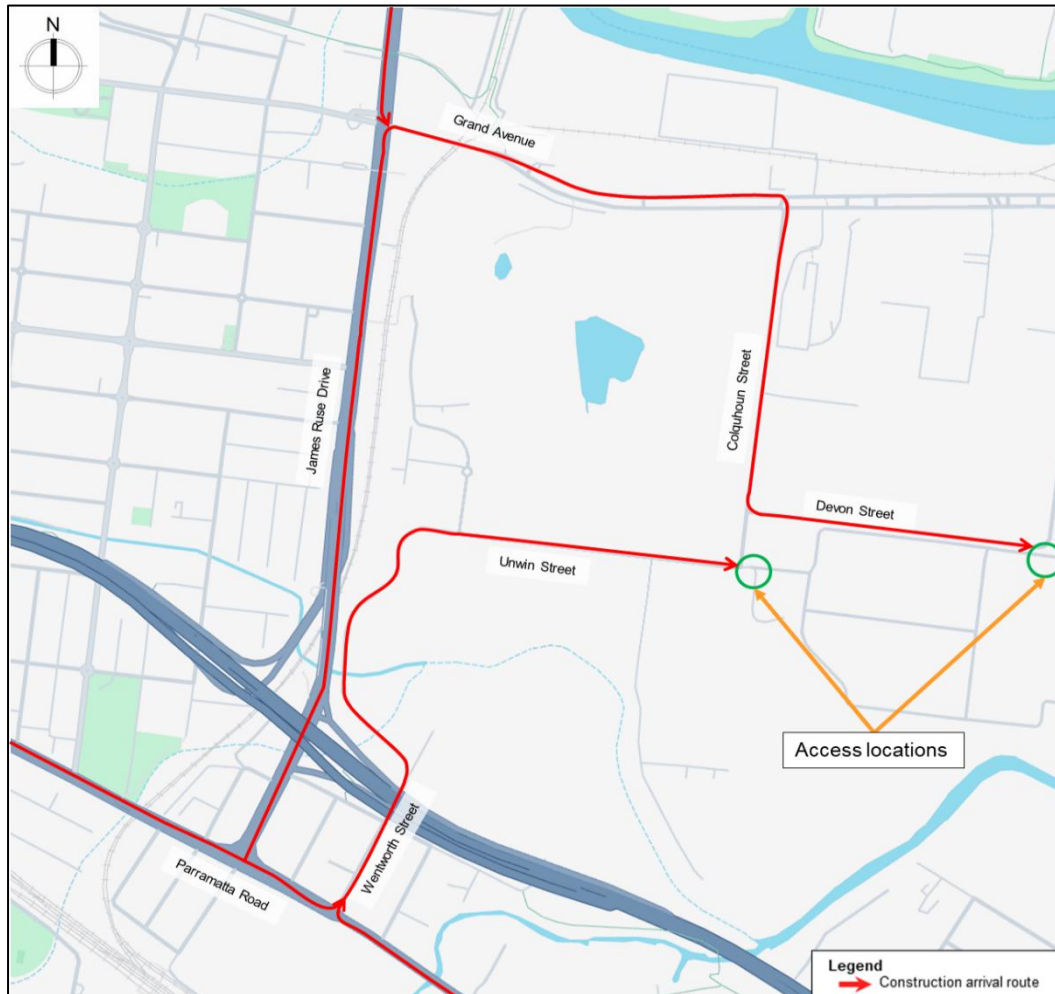 N
Grand Avenue
James Ruse Drive
Colquhoun Street
Devon Street
Unwin Street
Access locations
Wentworth Street
Parramatta Road
Legend
Construction arrival route